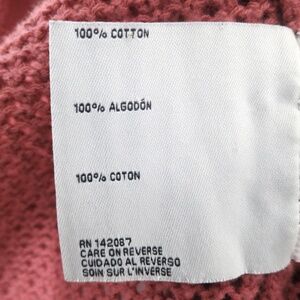 100% COTTON
100% ALGODÓN
100% COTON
RN 142087
CARE ON REVERSE
CUIDADO AL REVERSO
SOIN SUR L'INVERSE